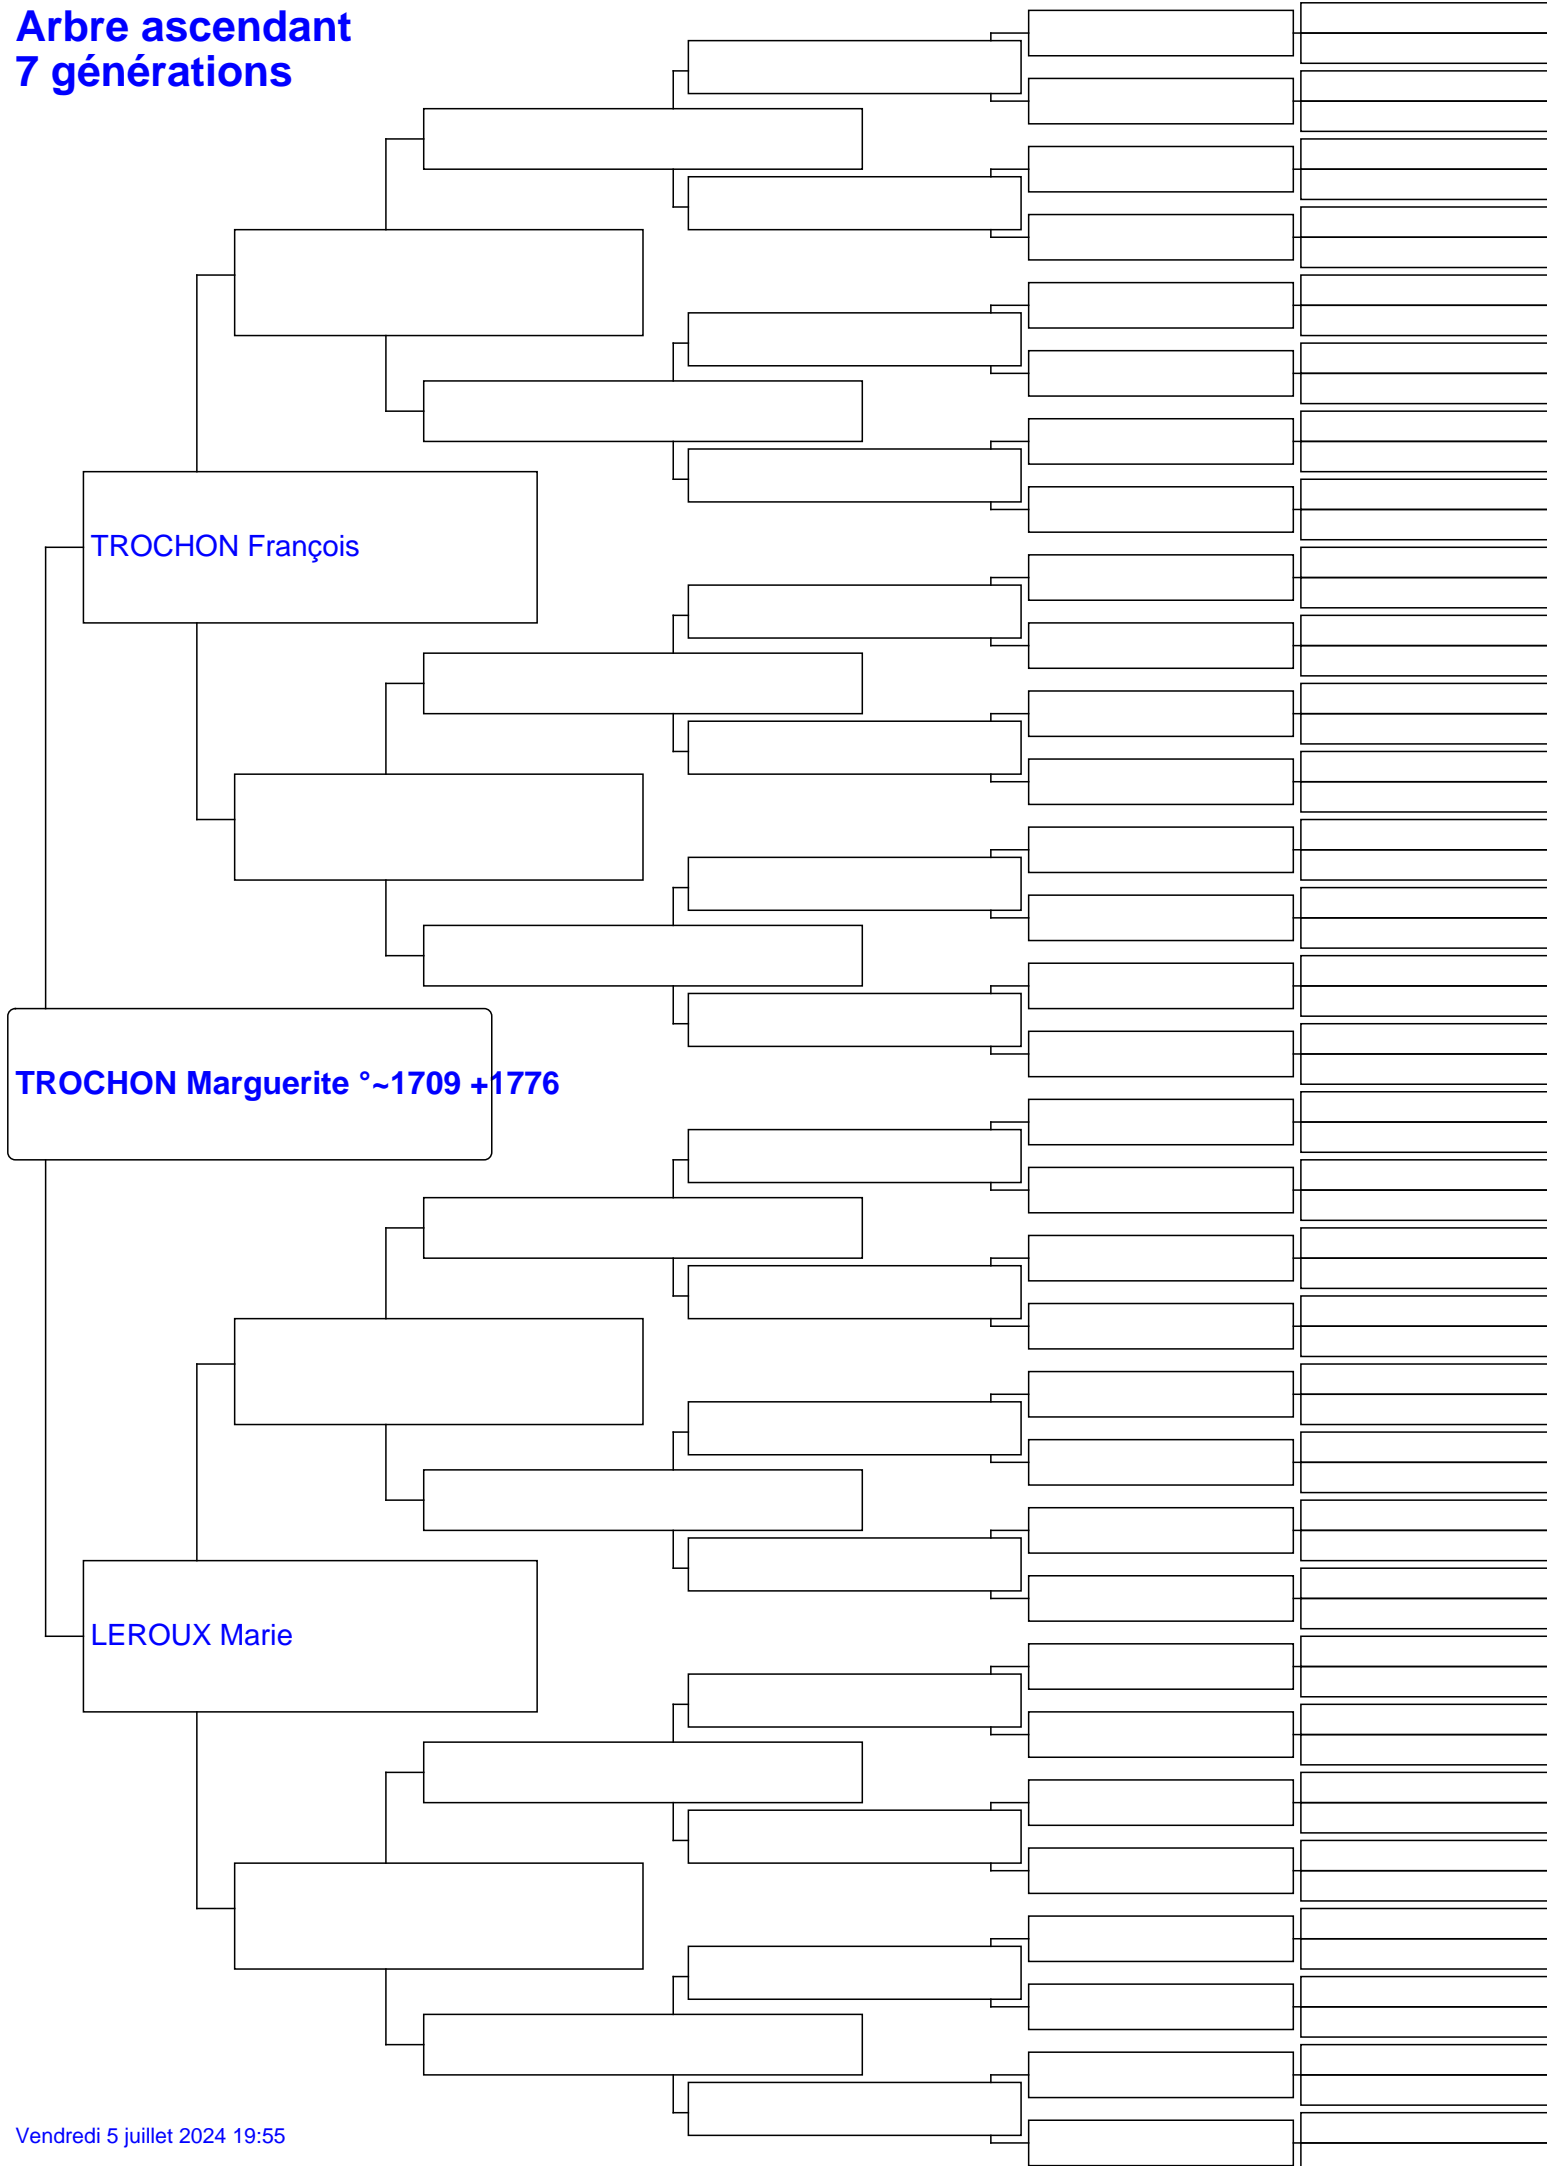 Arbre ascendant
7 générations
TROCHON François
TROCHON Marguerite °~1709 +1776
LEROUX Marie
Vendredi 5 juillet 2024 19:55